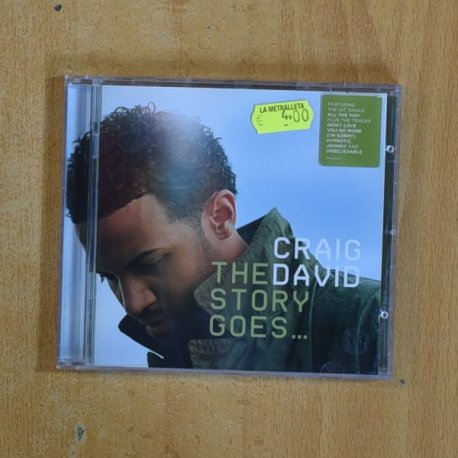 LA METRALLETA
€ 4,00
FEATURING
THE HIT SINGLE
ALL THE WAY
PLUS THE TRACKS
DON'T LOVE
YOU NO MORE
(I'M SORRY),
HYPNOTIC,
JOHNNY AND
UNBELIEVABLE
CRAIG
THE DAVID
STORY
GOES...